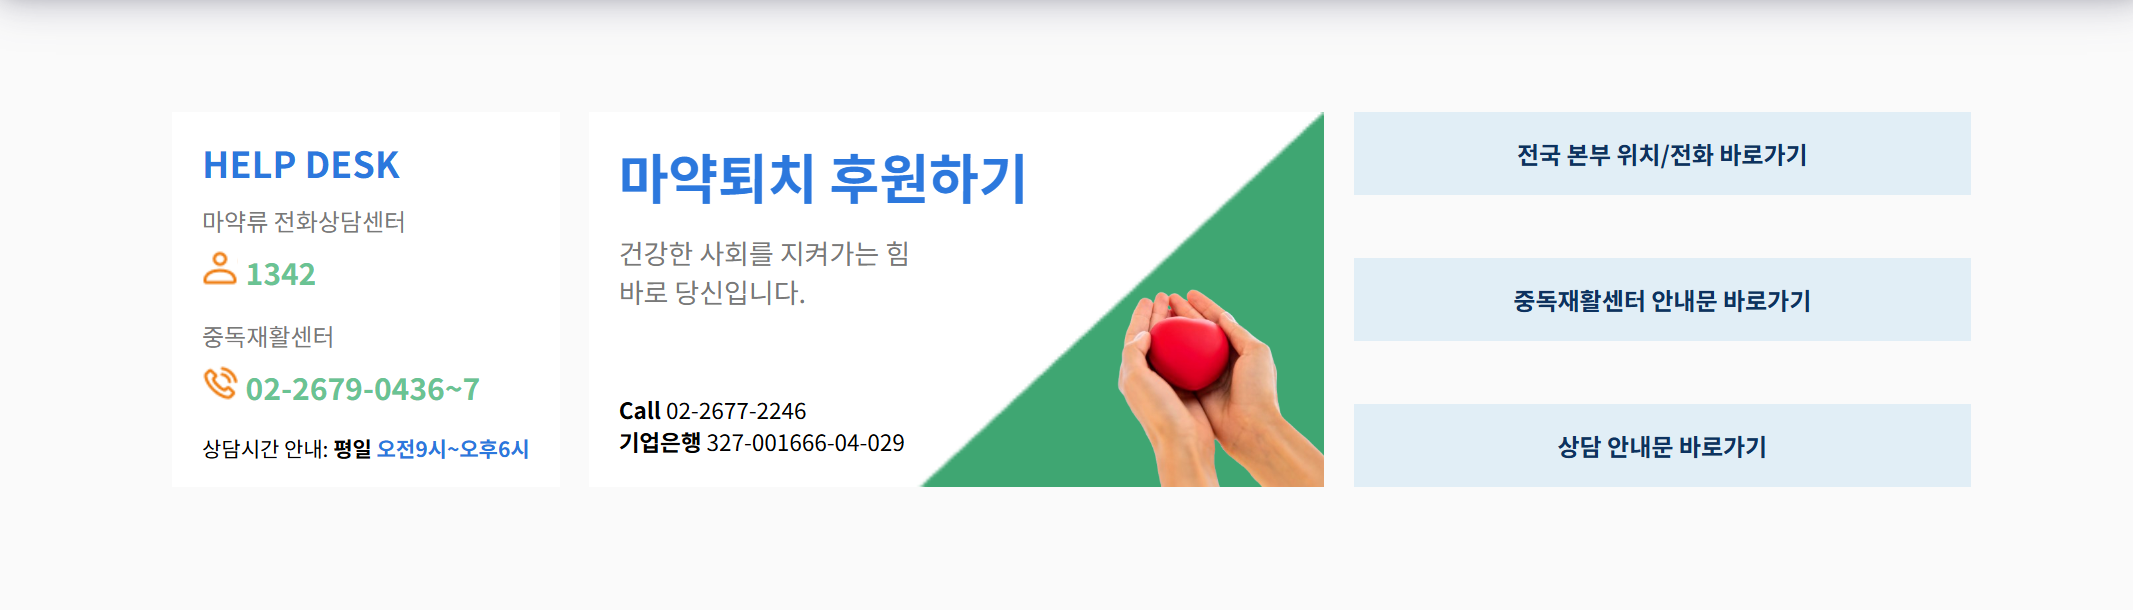 HELP DESK
마약류 전화상담센터
1342
중독재활센터
02-2679-0436~7
상담시간 안내: 평일 오전9시~오후6시
마약퇴치 후원하기
건강한 사회를 지켜가는 힘
바로 당신입니다.
Call 02-2677-2246
기업은행 327-001666-04-029
전국 본부 위치/전화 바로가기
중독재활센터 안내문 바로가기
상담 안내문 바로가기